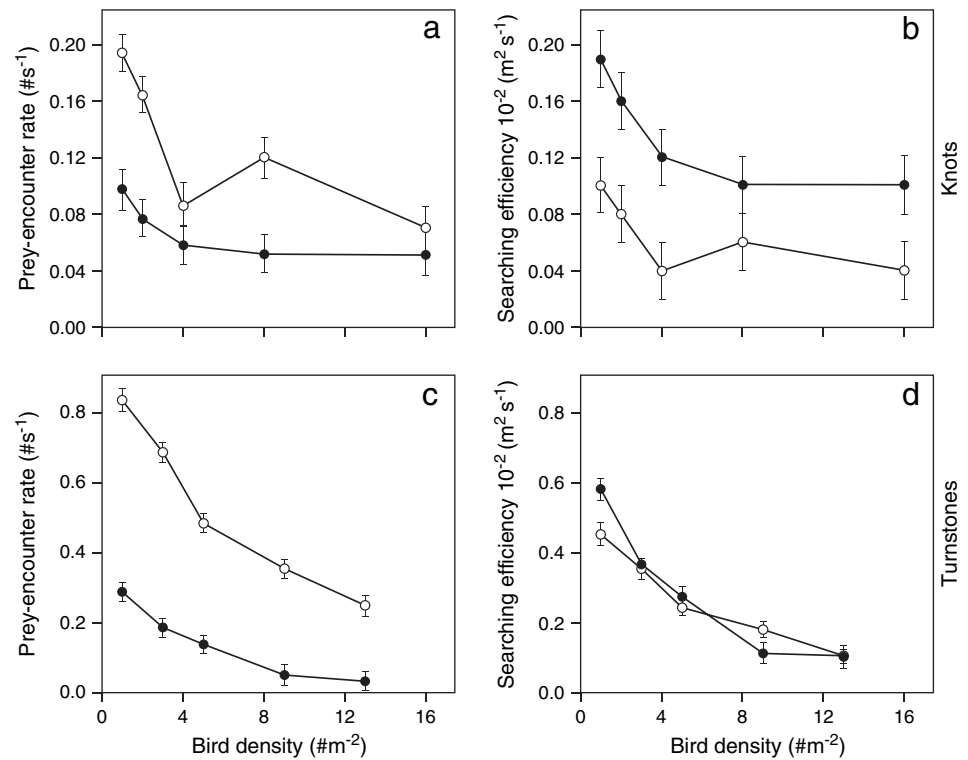 a
b
Prey-encounter rate (#s⁻¹)
0.20
0.16
0.12
0.08
0.04
0.00
Searching efficiency 10⁻² (m² s⁻¹)
0.20
0.16
0.12
0.08
0.04
0.00
Knots
c
d
Prey-encounter rate (#s⁻¹)
0.8
0.6
0.4
0.2
0.0
0 4 8 12 16
Bird density (#m⁻²)
Searching efficiency 10⁻² (m² s⁻¹)
0.8
0.6
0.4
0.2
0.0
0 4 8 12 16
Bird density (#m⁻²)
Turnstones